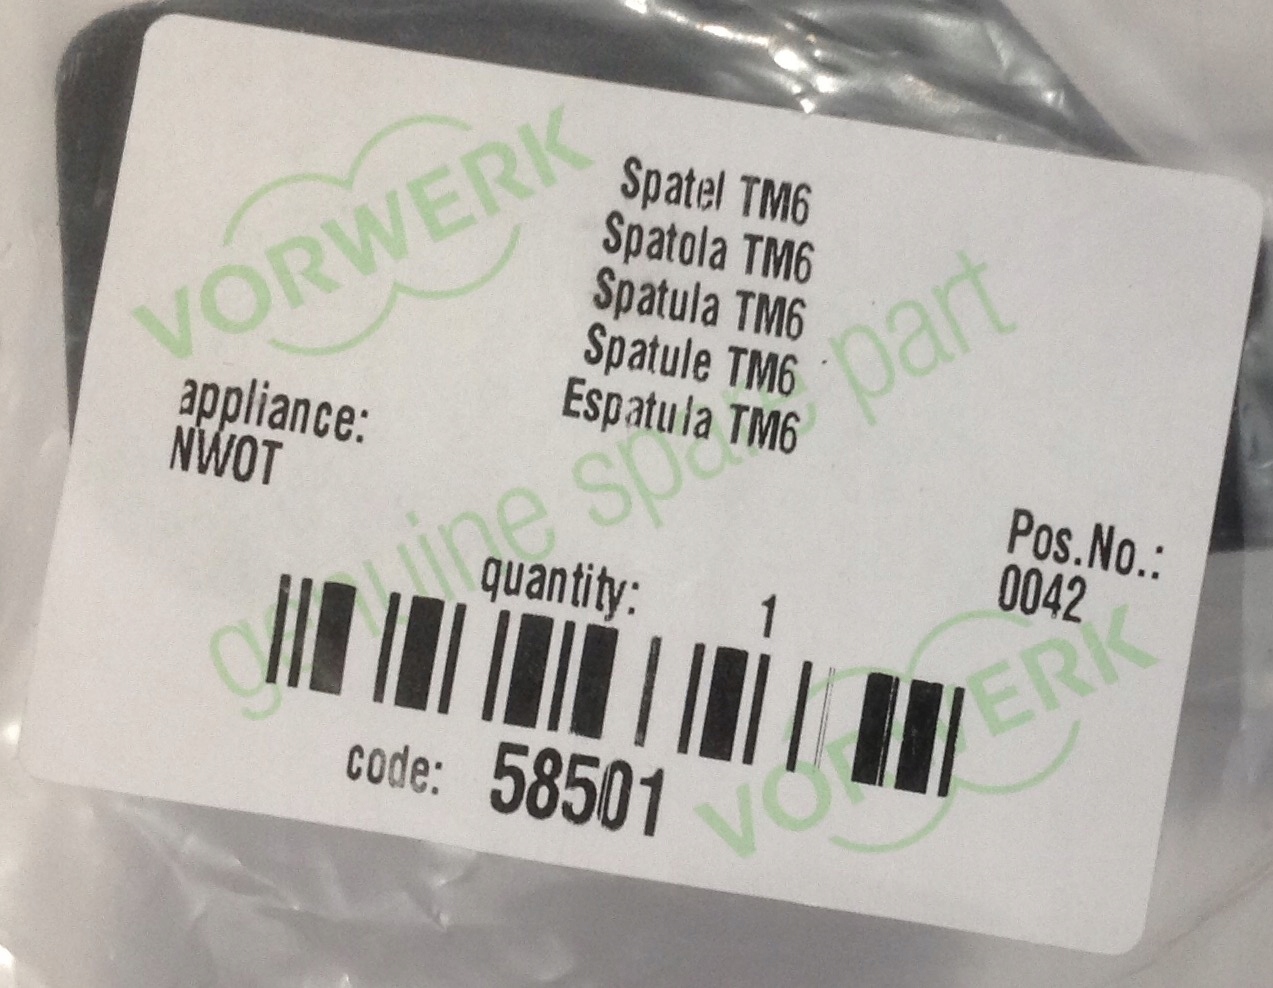 VORWERK
Spatel TM6
Spatola TM6
Spatula TM6
Spatule TM6
Espatula TM6
appliance:
NWOT
genuine spare part
Pos.No.:
0042
quantity: 1
code: 58501
VORWERK